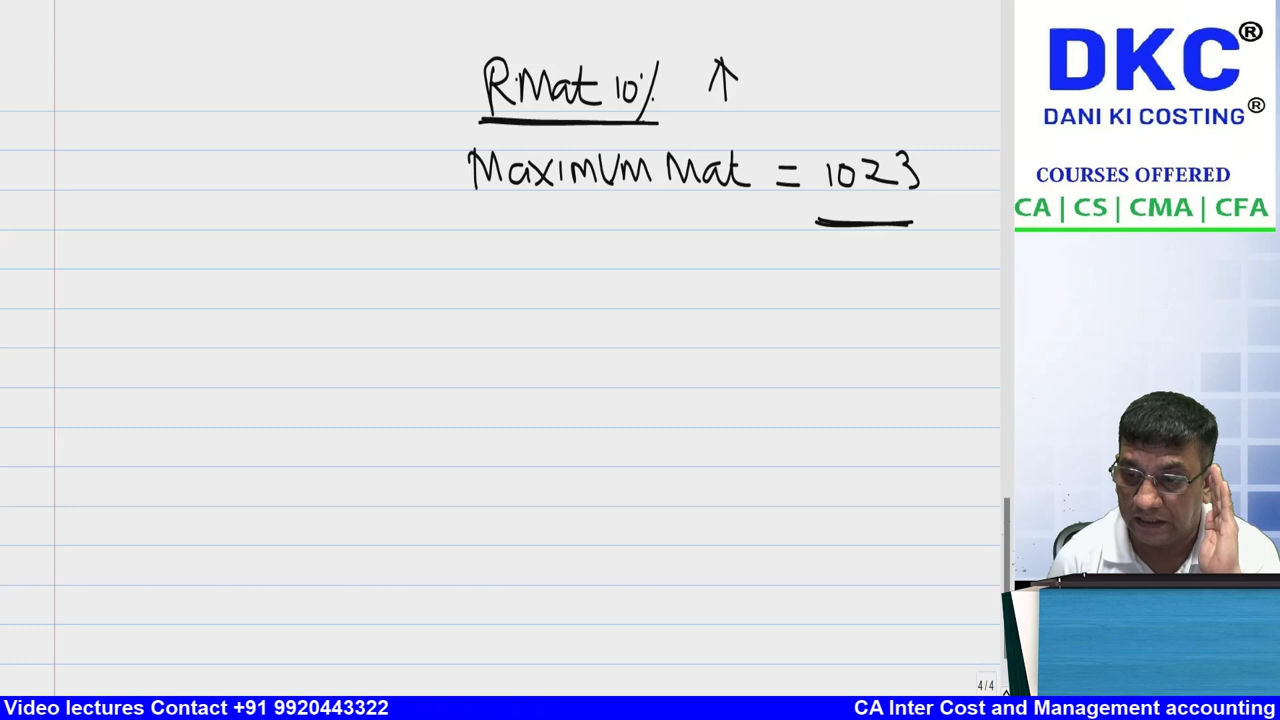 R.Mat 10% ↑
Maximum Mat = 1023
DKC®
DANI KI COSTING®
COURSES OFFERED
CA | CS | CMA | CFA
4/4
Video lectures Contact +91 9920443322
CA Inter Cost and Management accounting